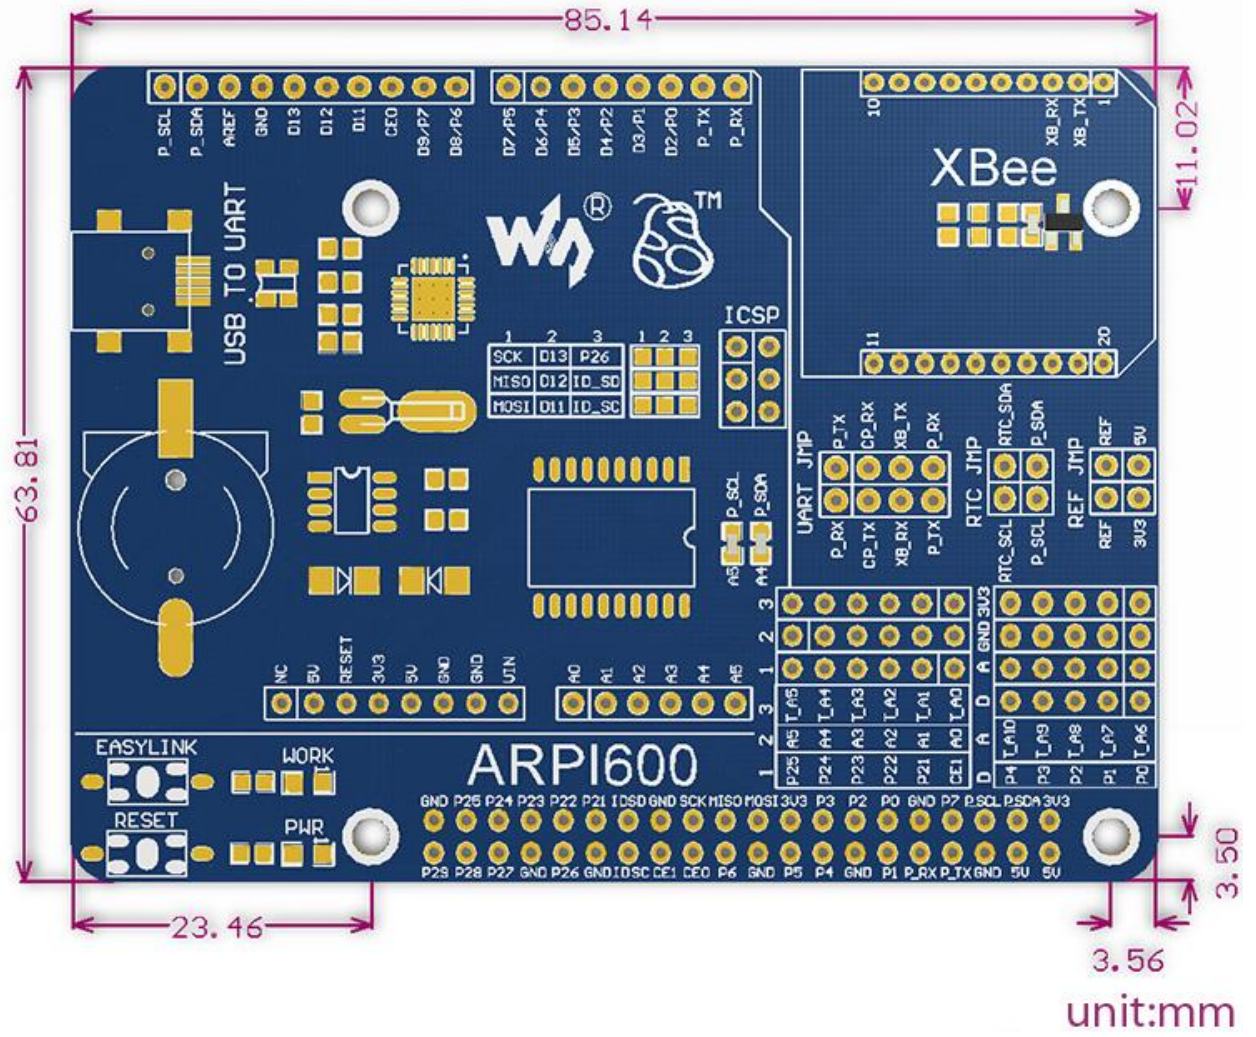 85.14
P_SCL P_SDA AREF GND D13 D12 D11 CE0 D9/P7 D8/P6
D7/P5 D6/P4 D5/P3 D4/P2 D3/P1 D2/P0 P_TX P_RX
10 XB_RX XB_TX 1
11.02
XBee
USB TO UART
® TM
ICSP
1 2 3
SCK D13 P26
MISO D12 ID_SD
MOSI D11 ID_SC
1 2 3
11 20
63.81
UART JMP
P_TX CP_RX XB_TX P_RX
P_RX CP_TX XB_RX P_TX
RTC JMP
RTC_SDA P_SDA
RTC_SCL P_SCL
REF JMP
REF 5V
REF 3V3
P_SCL P_SDA
A5 A4
3
2
1
3V3
GND
A
D
NC 5V RESET 3V3 5V GND GND VIN
A0 A1 A2 A3 A4 A5
3 T_A5 T_A4 T_A3 T_A2 T_A1 T_A0
2 A5 A4 A3 A2 A1 A0
1 P25 P24 P23 P22 P21 CE1
A T_A10 T_A9 T_A8 T_A7 T_A6
D P4 P3 P2 P1 P0
EASYLINK
WORK
ARPI600
RESET
PWR
GND P25 P24 P23 P22 P21 IDSD GND SCK MISO MOSI 3V3 P3 P2 P0 GND P7 P_SCL P_SDA 3V3
P29 P28 P27 GND P26 GND IDSC CE1 CE0 P6 GND P5 P4 GND P1 P_RX P_TX GND 5V 5V
3.50
23.46
3.56
unit:mm